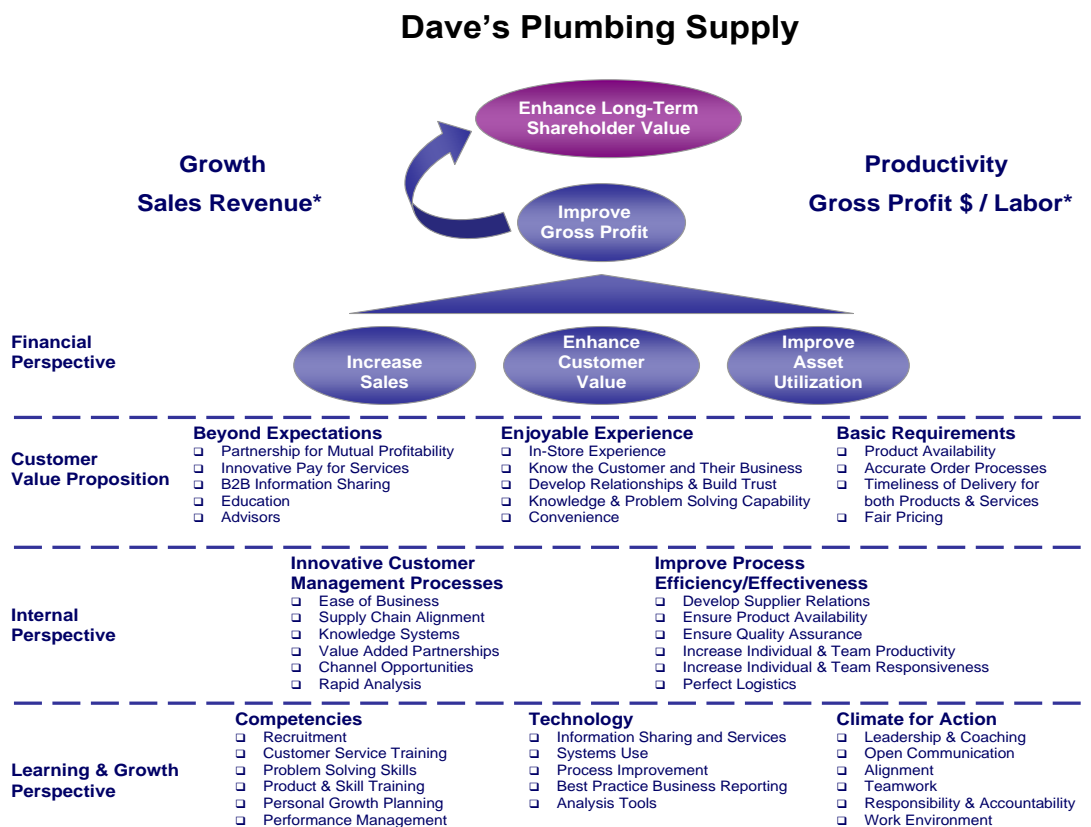 Dave's Plumbing Supply
Enhance Long-Term
Shareholder Value
Growth
Sales Revenue*
Productivity
Gross Profit $ / Labor*
Improve
Gross Profit
Financial
Perspective
Increase
Sales
Enhance
Customer
Value
Improve
Asset
Utilization
Customer
Value Proposition
Beyond Expectations
Partnership for Mutual Profitability
Innovative Pay for Services
B2B Information Sharing
Education
Advisors
Enjoyable Experience
In-Store Experience
Know the Customer and Their Business
Develop Relationships & Build Trust
Knowledge & Problem Solving Capability
Convenience
Basic Requirements
Product Availability
Accurate Order Processes
Timeliness of Delivery for
both Products & Services
Fair Pricing
Internal
Perspective
Innovative Customer
Management Processes
Ease of Business
Supply Chain Alignment
Knowledge Systems
Value Added Partnerships
Channel Opportunities
Rapid Analysis
Improve Process
Efficiency/Effectiveness
Develop Supplier Relations
Ensure Product Availability
Ensure Quality Assurance
Increase Individual & Team Productivity
Increase Individual & Team Responsiveness
Perfect Logistics
Learning & Growth
Perspective
Competencies
Recruitment
Customer Service Training
Problem Solving Skills
Product & Skill Training
Personal Growth Planning
Performance Management
Technology
Information Sharing and Services
Systems Use
Process Improvement
Best Practice Business Reporting
Analysis Tools
Climate for Action
Leadership & Coaching
Open Communication
Alignment
Teamwork
Responsibility & Accountability
Work Environment